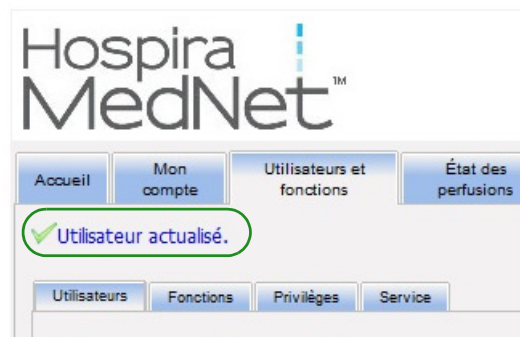 Hospira
MedNet™
Accueil
Mon
compte
Utilisateurs et
fonctions
État des
perfusions
Utilisateur actualisé.
Utilisateurs
Fonctions
Privilèges
Service